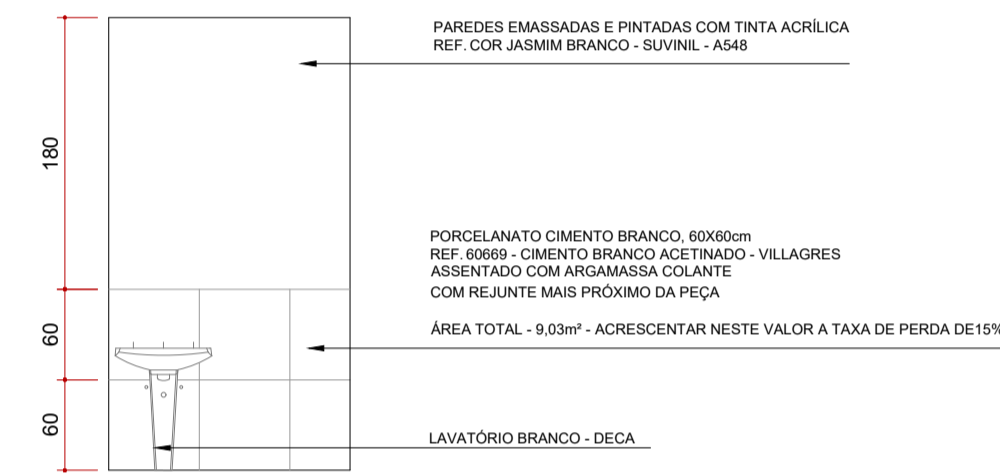 PAREDES EMASSADAS E PINTADAS COM TINTA ACRÍLICA
REF. COR JASMIM BRANCO - SUVINIL - A548
180
PORCELANATO CIMENTO BRANCO, 60X60cm
REF. 60669 - CIMENTO BRANCO ACETINADO - VILLAGRES
ASSENTADO COM ARGAMASSA COLANTE
COM REJUNTE MAIS PRÓXIMO DA PEÇA
60
ÁREA TOTAL - 9,03m² - ACRESCENTAR NESTE VALOR A TAXA DE PERDA DE15%
60
LAVATÓRIO BRANCO - DECA